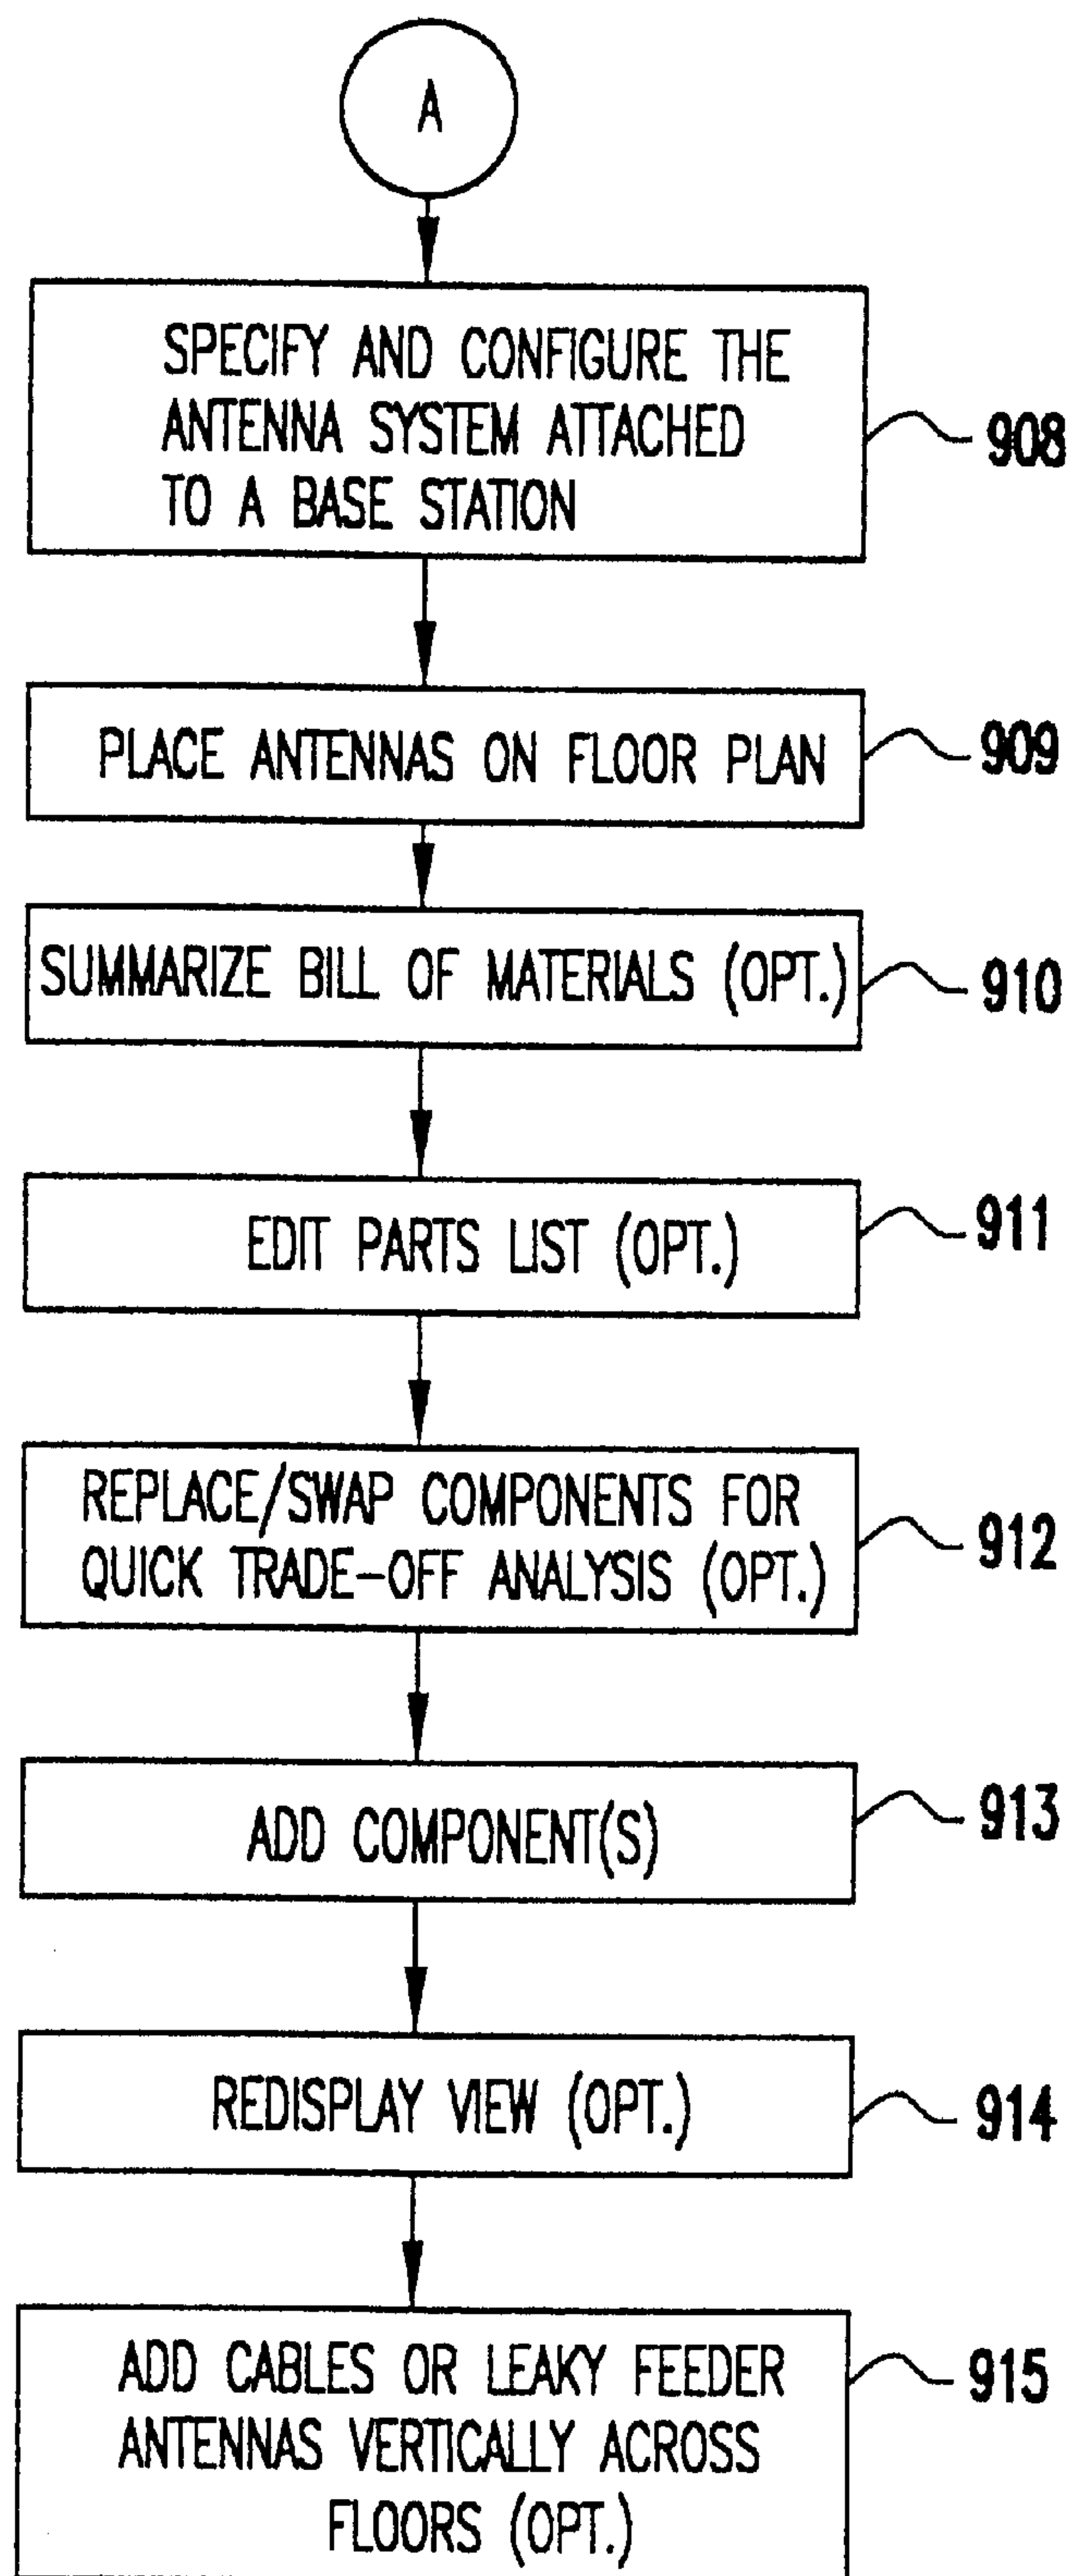 A
SPECIFY AND CONFIGURE THE
ANTENNA SYSTEM ATTACHED
TO A BASE STATION
908
PLACE ANTENNAS ON FLOOR PLAN
909
SUMMARIZE BILL OF MATERIALS (OPT.)
910
EDIT PARTS LIST (OPT.)
911
REPLACE/SWAP COMPONENTS FOR
QUICK TRADE-OFF ANALYSIS (OPT.)
912
ADD COMPONENT(S)
913
REDISPLAY VIEW (OPT.)
914
ADD CABLES OR LEAKY FEEDER
ANTENNAS VERTICALLY ACROSS
FLOORS (OPT.)
915